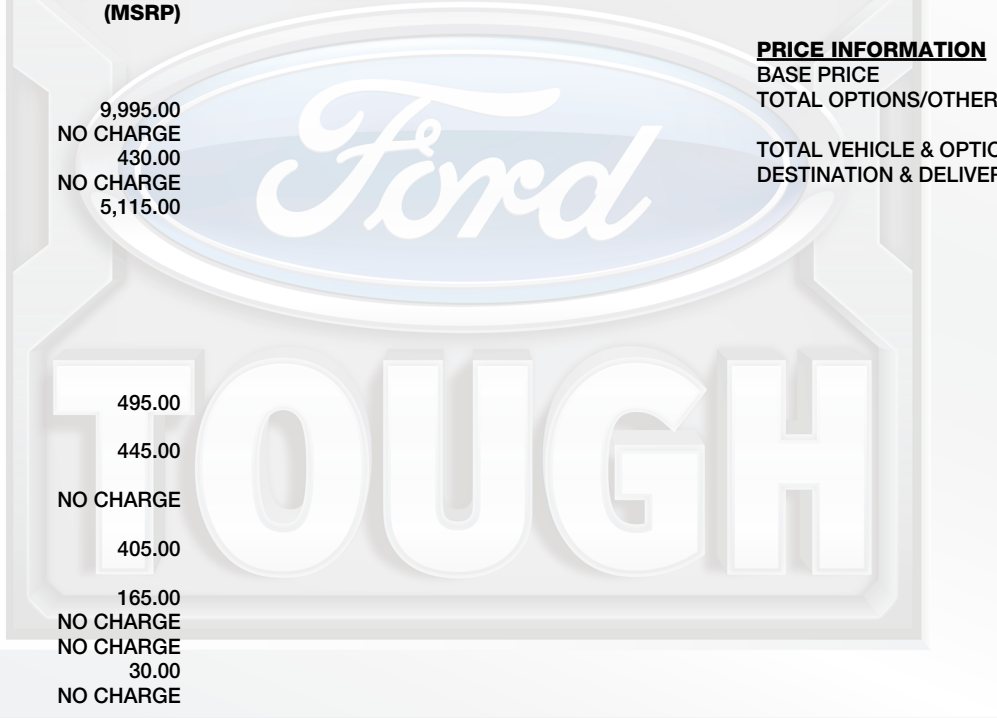 (MSRP)
9,995.00
NO CHARGE
430.00
NO CHARGE
5,115.00
495.00
445.00
NO CHARGE
405.00
165.00
NO CHARGE
NO CHARGE
30.00
NO CHARGE
PRICE INFORMATION
BASE PRICE
TOTAL OPTIONS/OTHER
TOTAL VEHICLE & OPTIO
DESTINATION & DELIVER
Ford
TOUGH